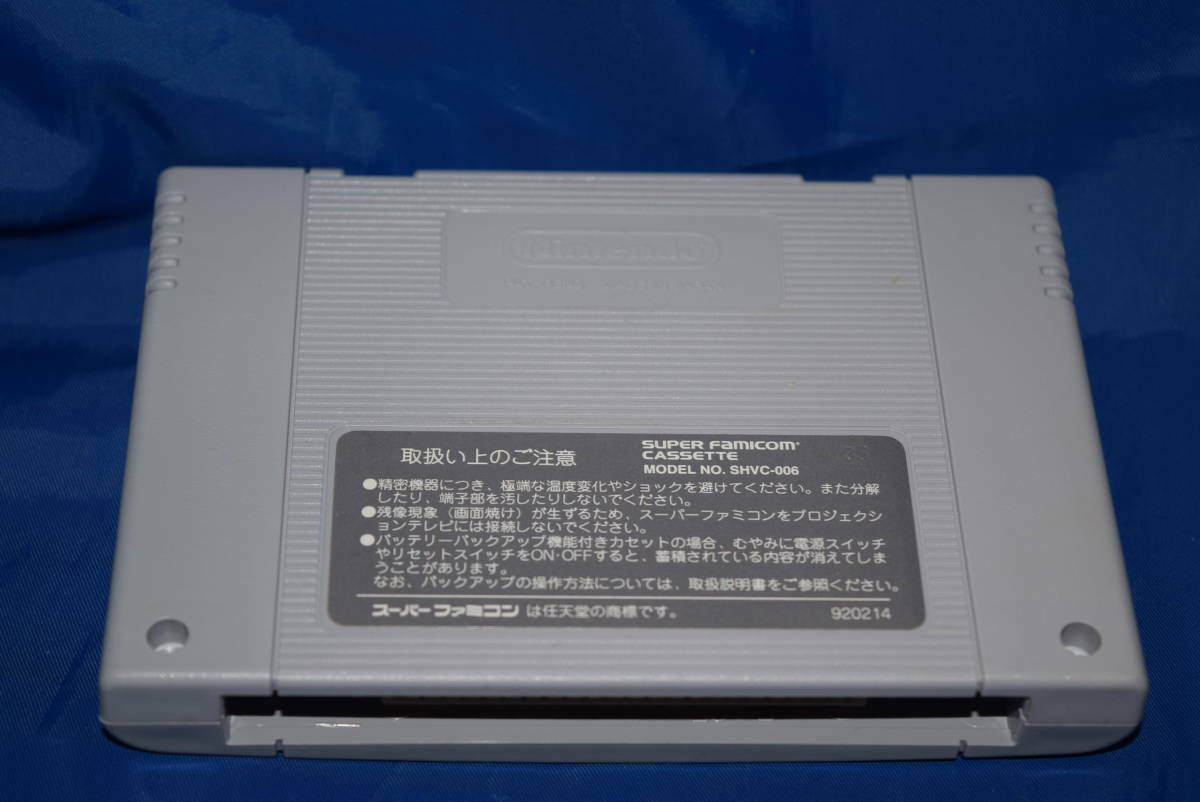 Nintendo
取扱い上のご注意
SUPER FAMICOM
CASSETTE
MODEL NO. SHVC-006
●精密機器につき、極端な温度変化やショックを避けてください。また分解
したり、端子部を汚したりしないでください。
●残像現象（画面焼け）が生ずるため、スーパーファミコンをプロジェクシ
ョンテレビには接続しないでください。
●バッテリーバックアップ機能付きカセットの場合、むやみに電源スイッチ
やリセットスイッチをON·OFFすると、蓄積されている内容が消えてしま
うことがあります。
なお、バックアップの操作方法については、取扱説明書をご参照ください。
スーパーファミコン は任天堂の商標です。
920214